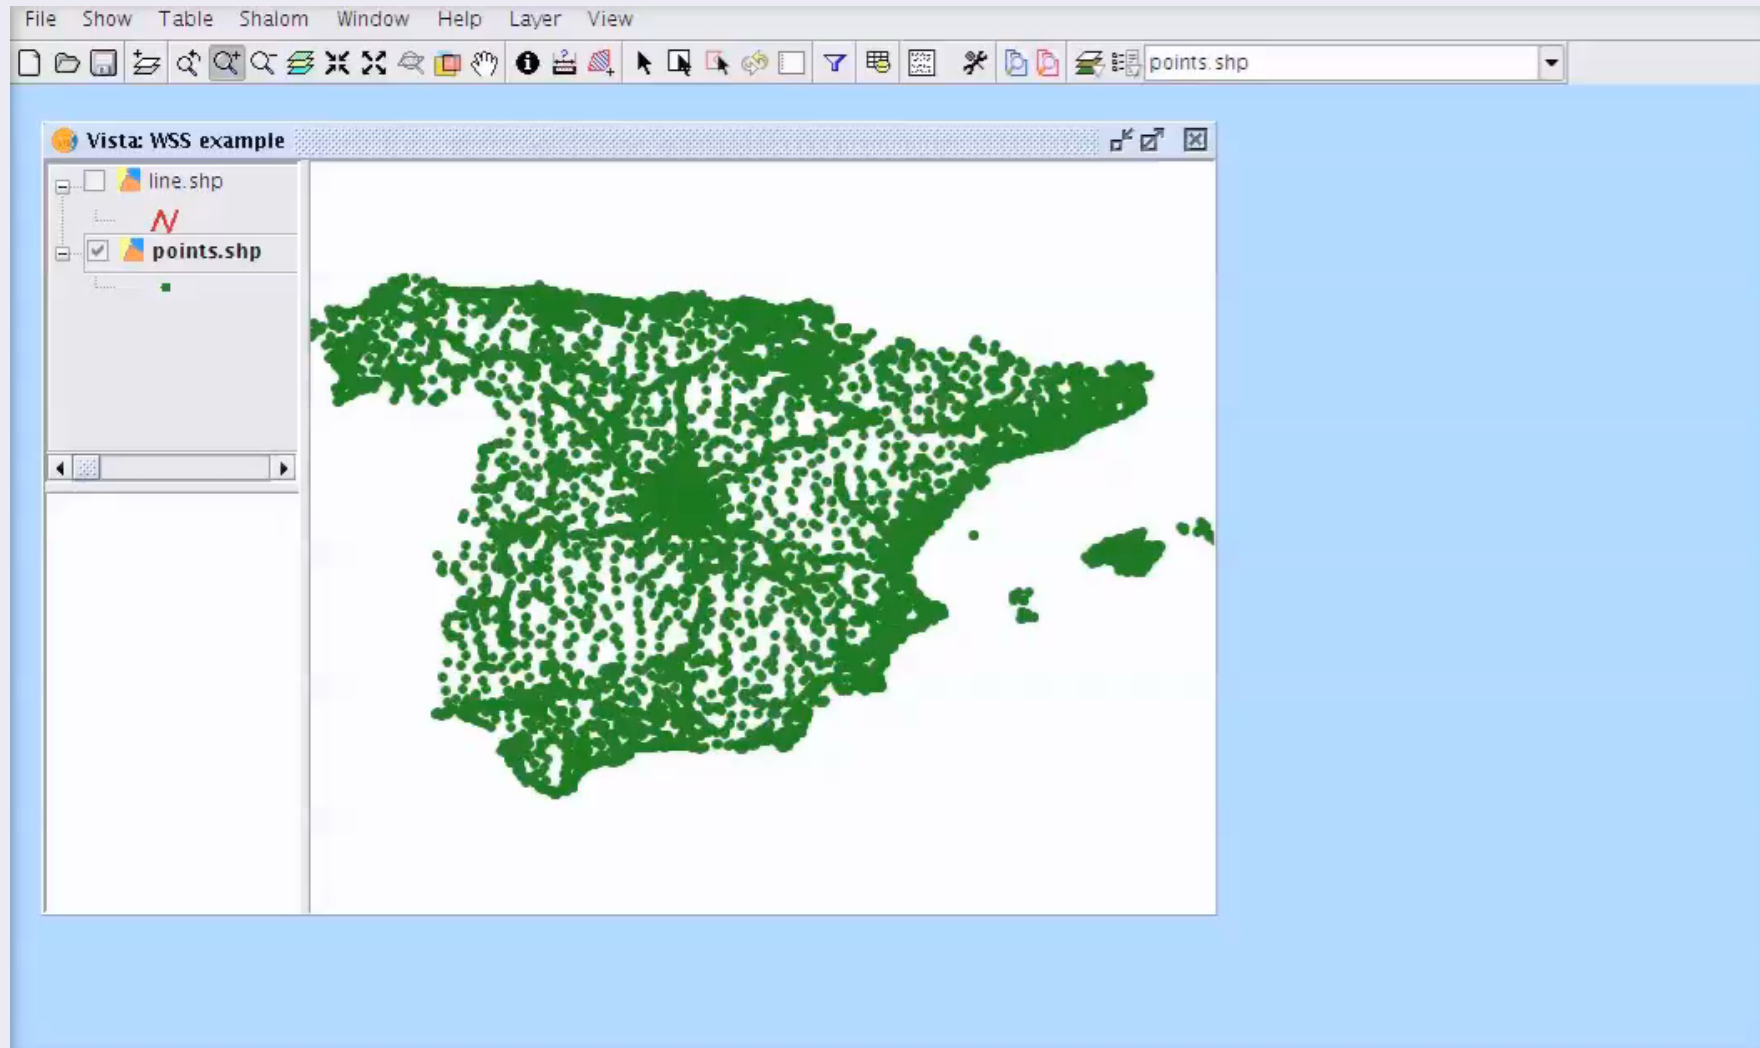 File Show Table Shalom Window Help Layer View
points.shp
Vista: WSS example
line.shp
points.shp